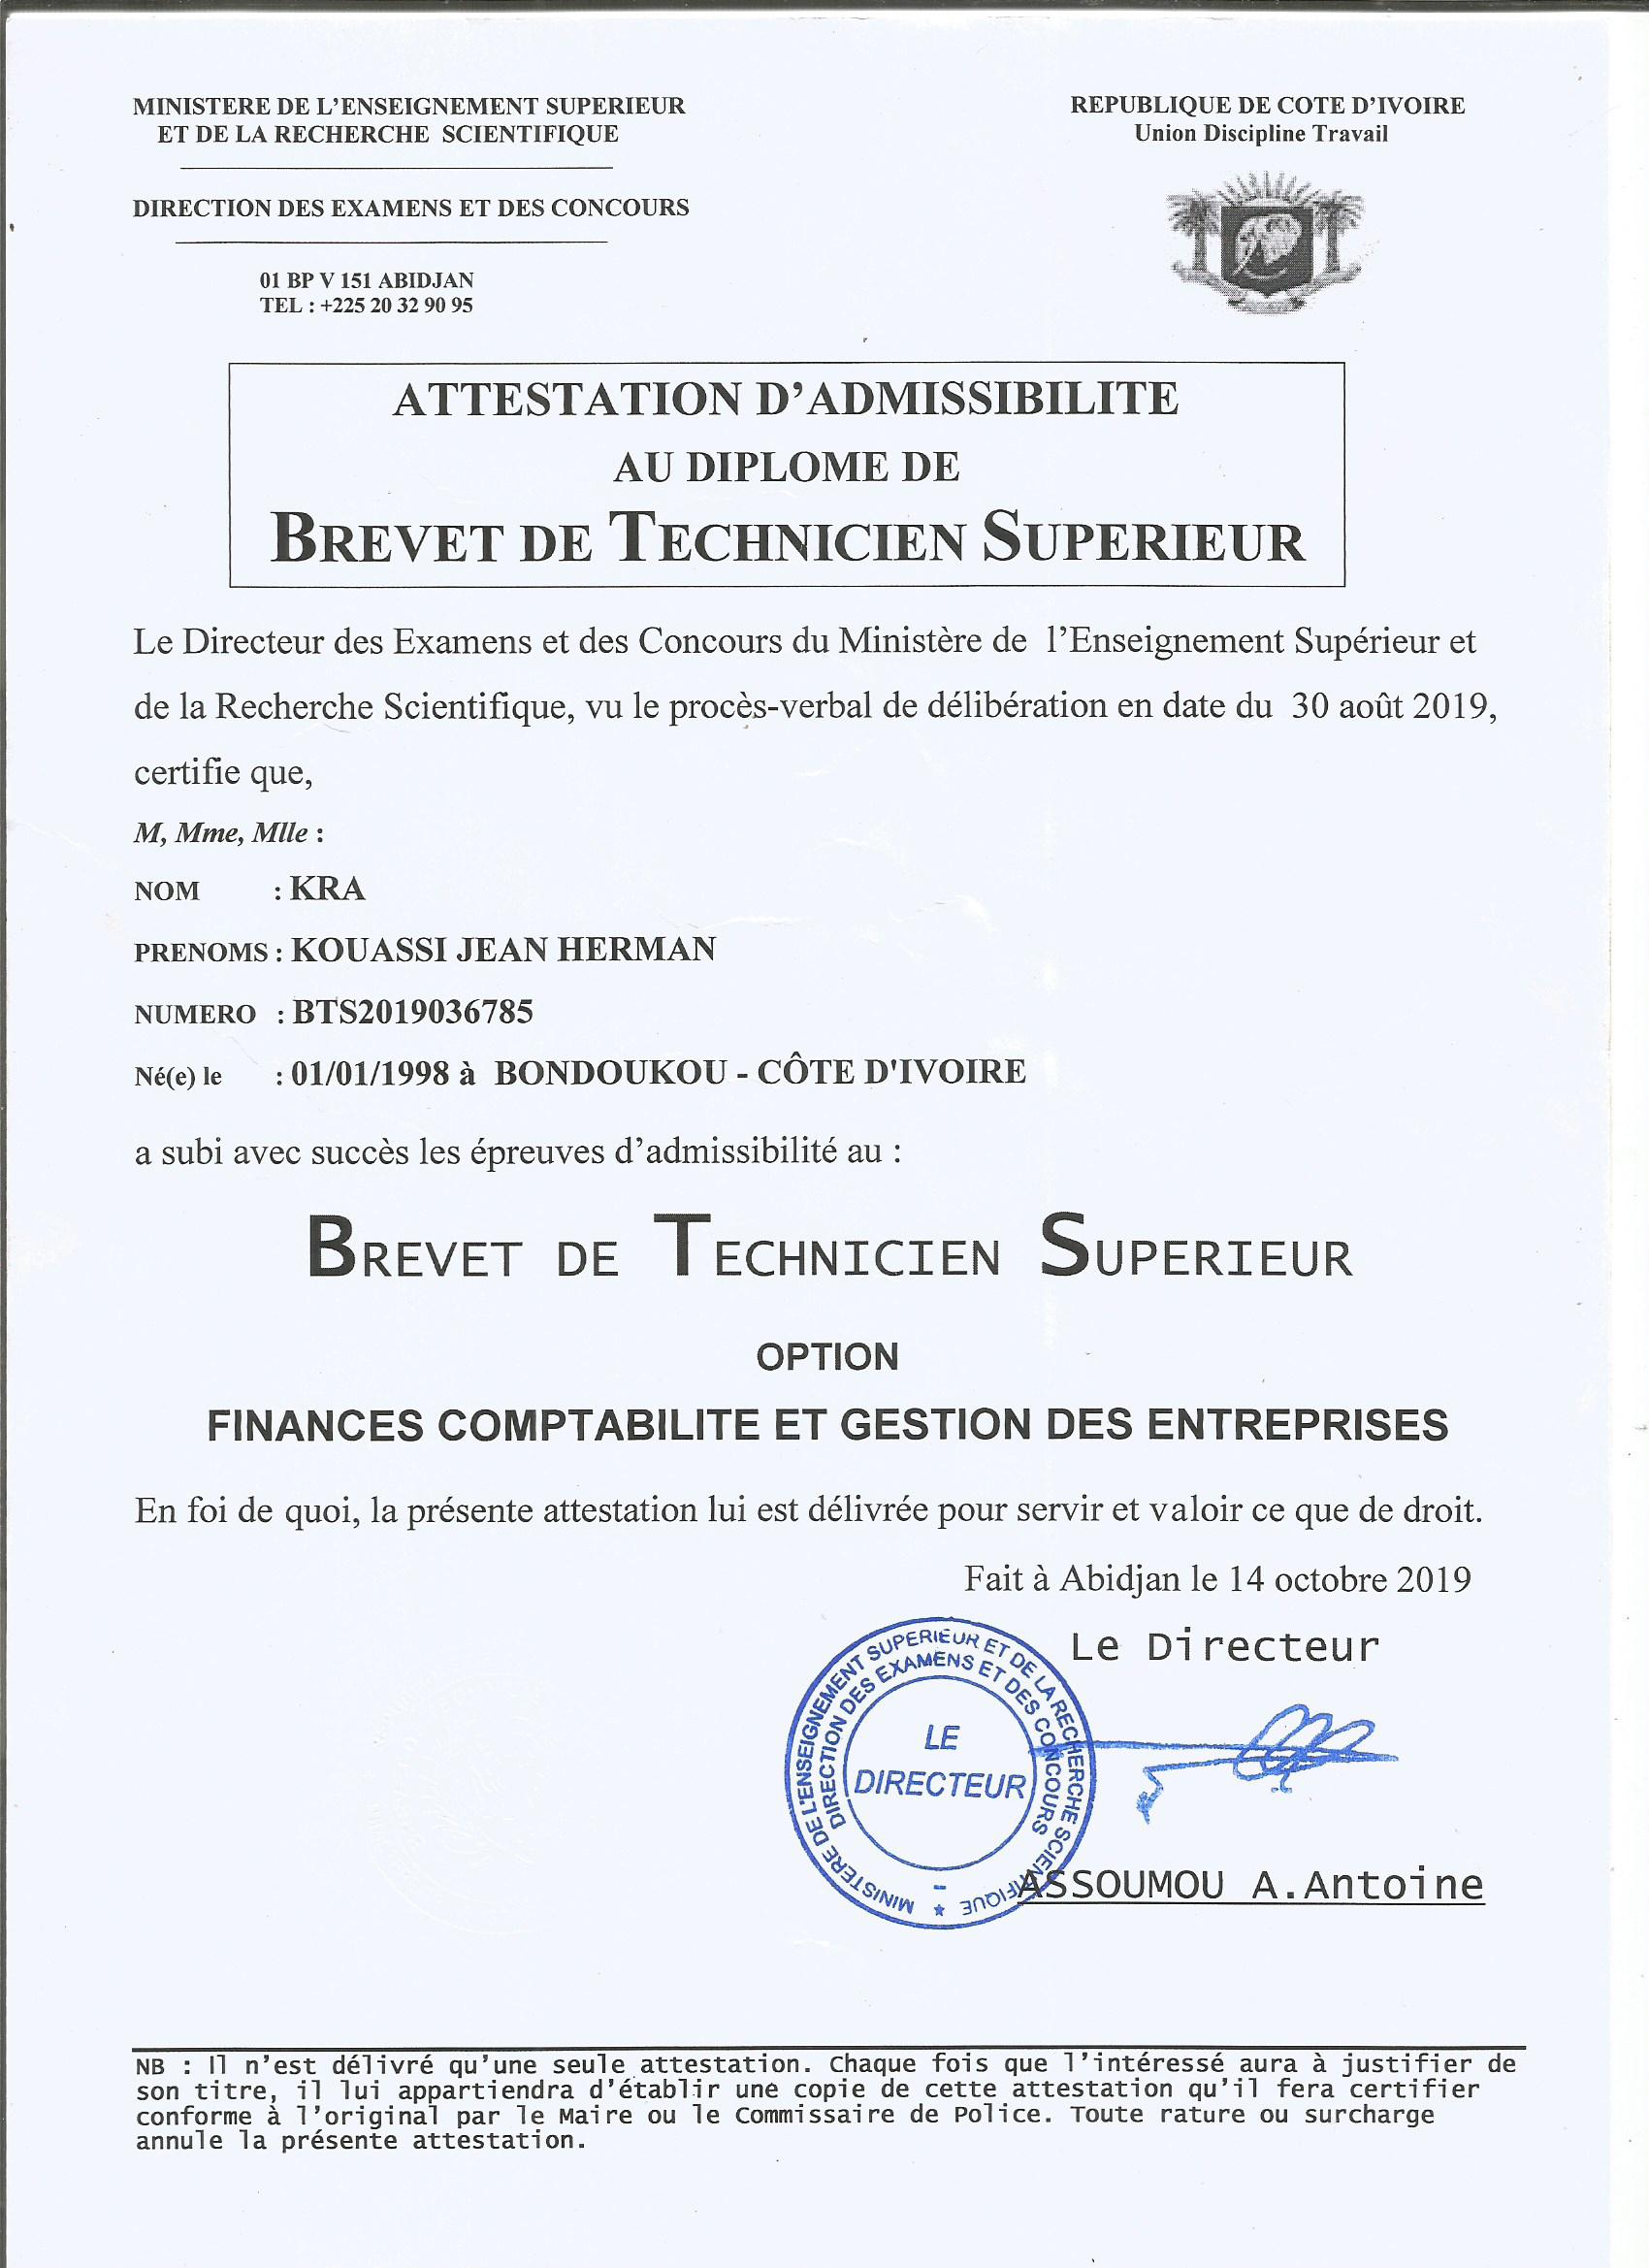 MINISTERE DE L'ENSEIGNEMENT SUPERIEUR
ET DE LA RECHERCHE SCIENTIFIQUE
DIRECTION DES EXAMENS ET DES CONCOURS
01 BP V 151 ABIDJAN
TEL : +225 20 32 90 95
REPUBLIQUE DE COTE D'IVOIRE
Union Discipline Travail
ATTESTATION D'ADMISSIBILITE
AU DIPLOME DE
BREVET DE TECHNICIEN SUPERIEUR
Le Directeur des Examens et des Concours du Ministère de l'Enseignement Supérieur et
de la Recherche Scientifique, vu le procès-verbal de délibération en date du 30 août 2019,
certifie que,
M, Mme, Mlle :
NOM : KRA
PRENOMS : KOUASSI JEAN HERMAN
NUMERO : BTS2019036785
Né(e) le : 01/01/1998 à BONDOUKOU - CÔTE D'IVOIRE
a subi avec succès les épreuves d'admissibilité au :
BREVET DE TECHNICIEN SUPERIEUR
OPTION
FINANCES COMPTABILITE ET GESTION DES ENTREPRISES
En foi de quoi, la présente attestation lui est délivrée pour servir et valoir ce que de droit.
Fait à Abidjan le 14 octobre 2019
Le Directeur
MINISTERE DE L'ENSEIGNEMENT SUPERIEUR ET DE LA RECHERCHE SCIENTIFIQUE
DIRECTION DES EXAMENS ET DES CONCOURS
LE
DIRECTEUR
ASSOUMOU A.Antoine
NB : Il n'est délivré qu'une seule attestation. Chaque fois que l'intéressé aura à justifier de
son titre, il lui appartiendra d'établir une copie de cette attestation qu'il fera certifier
conforme à l'original par le Maire ou le Commissaire de Police. Toute rature ou surcharge
annule la présente attestation.